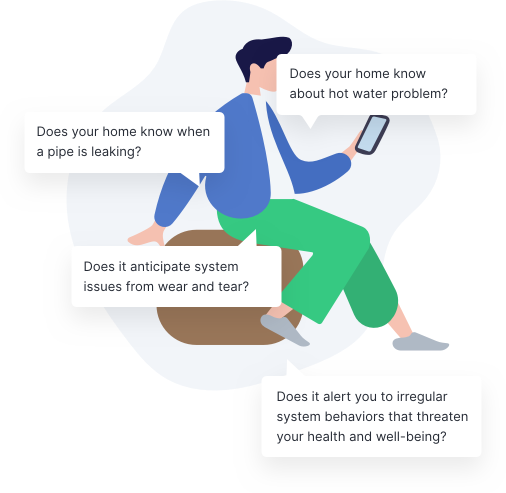 Does your home know
about hot water problem?
Does your home know when
a pipe is leaking?
Does it anticipate system
issues from wear and tear?
Does it alert you to irregular
system behaviors that threaten
your health and well-being?